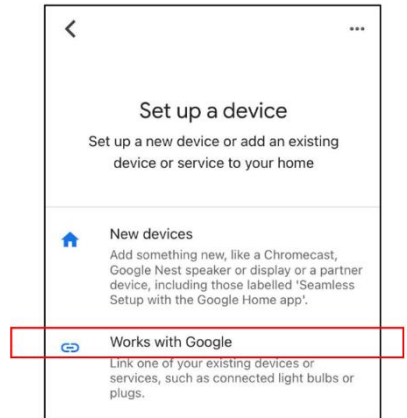 Set up a device
Set up a new device or add an existing
device or service to your home
New devices
Add something new, like a Chromecast,
Google Nest speaker or display or a partner
device, including those labelled 'Seamless
Setup with the Google Home app'.
Works with Google
Link one of your existing devices or
services, such as connected light bulbs or
plugs.